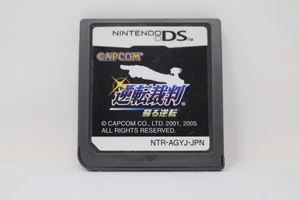 NINTENDO DS™
CAPCOM®
逆転裁判®
蘇る逆転
© CAPCOM CO., LTD. 2001, 2005
ALL RIGHTS RESERVED.
NTR-AGYJ-JPN